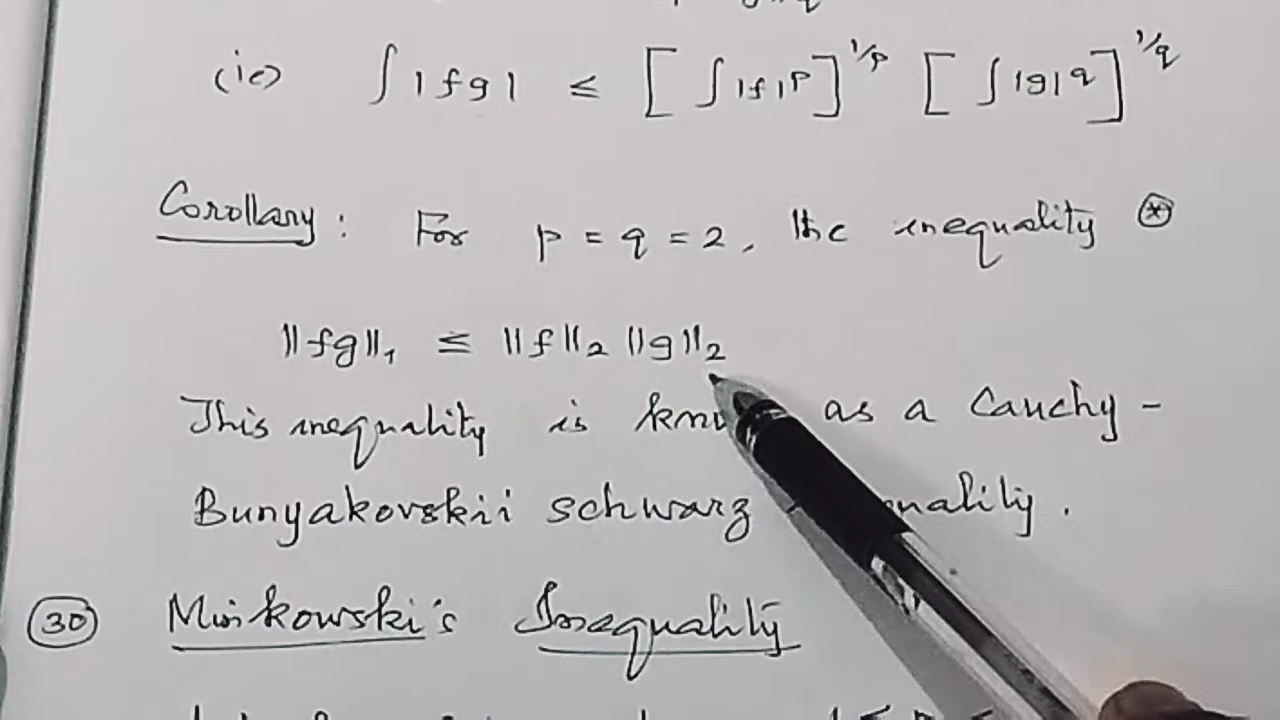 (ie) ∫|fg| ≤ [∫|f|^p]^{1/p} [∫|g|^q]^{1/q}
Corollary : For p = q = 2, the inequality ⊛
||fg||₁ ≤ ||f||₂ ||g||₂
This inequality is as a Cauchy -
Bunyakovskii schwarz
30 Minkowski's Inequality